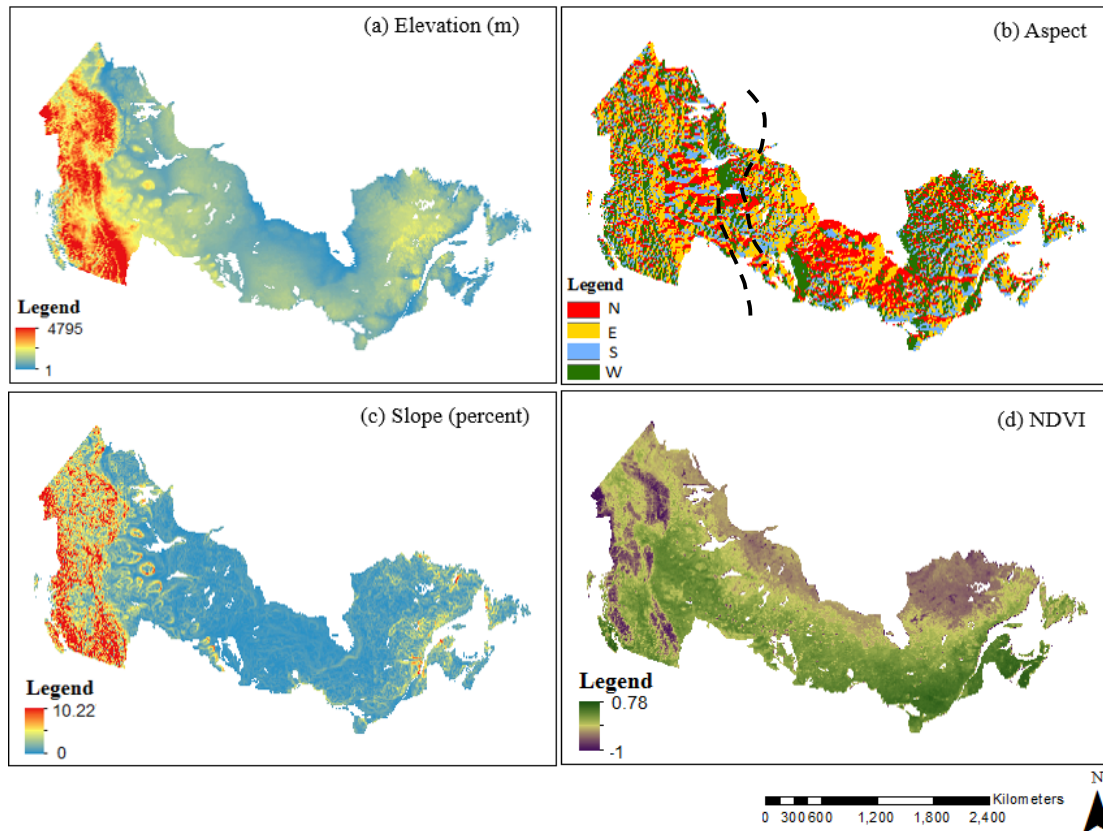 (a) Elevation (m)
Legend
4795
1
(b) Aspect
Legend
N
E
S
W
(c) Slope (percent)
Legend
10.22
0
(d) NDVI
Legend
0.78
-1
N
Kilometers
0 300 600 1,200 1,800 2,400